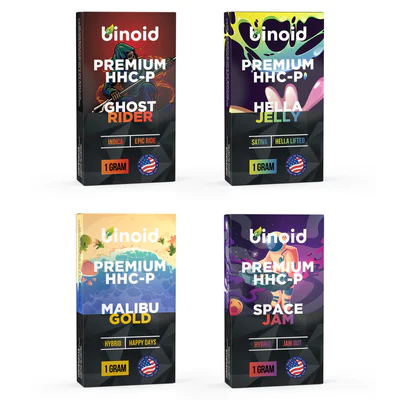 binoid
PREMIUM
HHC-P
GHOST
RIDER
INDICA | EPIC RIDE
1 GRAM
binoid
PREMIUM
HHC-P
HELLA
JELLY
SATIVA | HELLA LIFTED
1 GRAM
binoid
PREMIUM
HHC-P
MALIBU
GOLD
HYBRID | HAPPY DAYS
1 GRAM
binoid
PREMIUM
HHC-P
SPACE
JAM
HYBRID | JAM OUT
1 GRAM